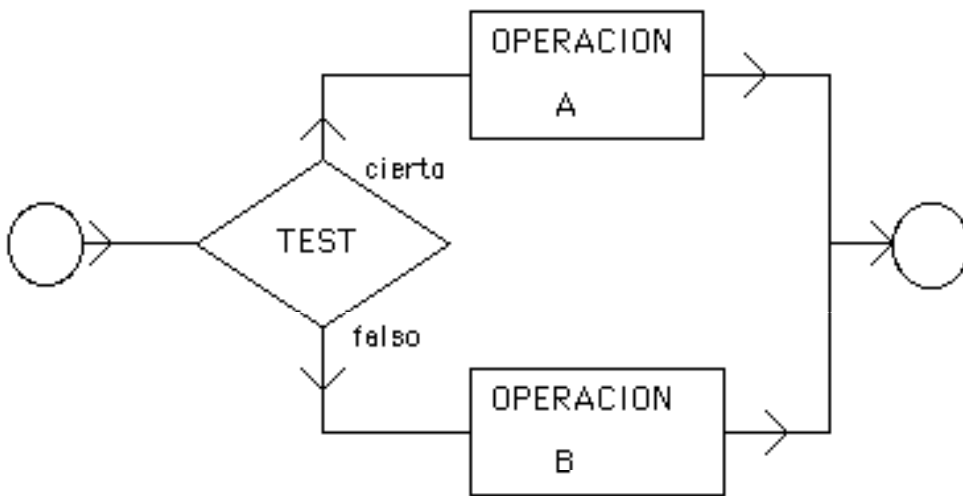 OPERACION
A
cierta
TEST
falso
OPERACION
B